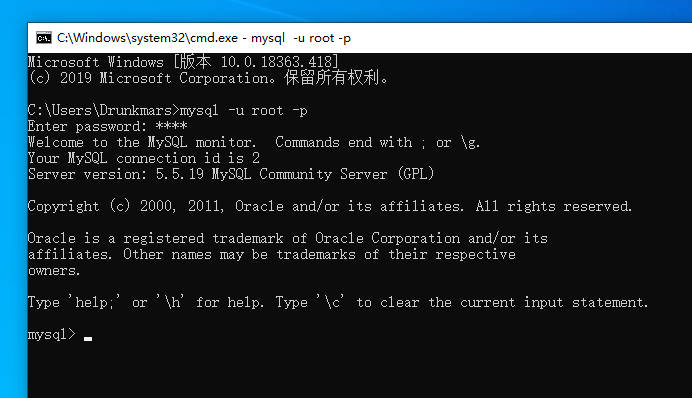 C:\Windows\system32\cmd.exe - mysql  -u root -p
Microsoft Windows [版本 10.0.18363.418]
(c) 2019 Microsoft Corporation。保留所有权利。
C:\Users\Drunkmars>mysql -u root -p
Enter password: ****
Welcome to the MySQL monitor.  Commands end with ; or \g.
Your MySQL connection id is 2
Server version: 5.5.19 MySQL Community Server (GPL)
Copyright (c) 2000, 2011, Oracle and/or its affiliates. All rights reserved.
Oracle is a registered trademark of Oracle Corporation and/or its
affiliates. Other names may be trademarks of their respective
owners.
Type 'help;' or '\h' for help. Type '\c' to clear the current input statement.
mysql>